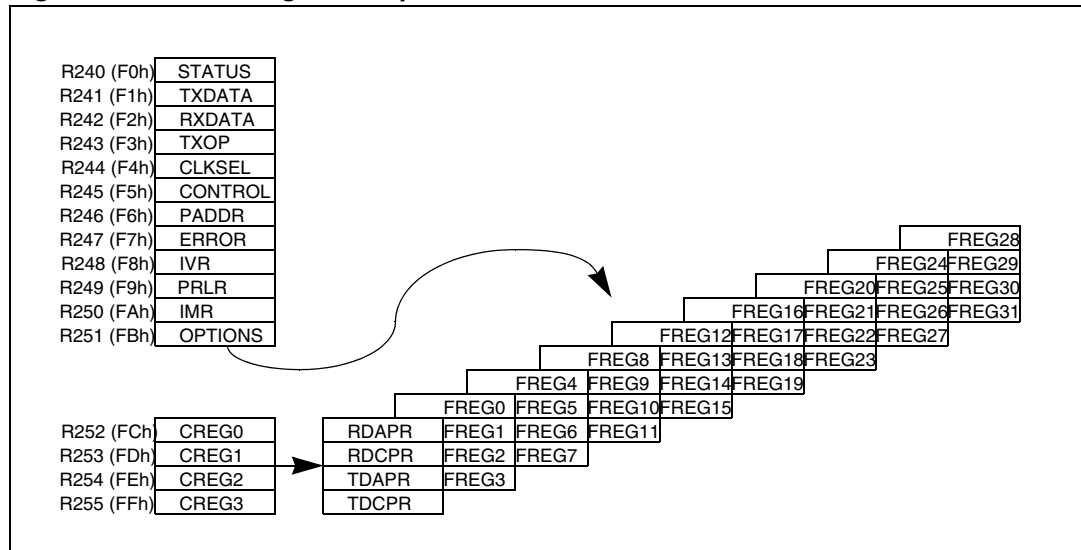 R240 (F0h) STATUS
R241 (F1h) TXDATA
R242 (F2h) RXDATA
R243 (F3h) TXOP
R244 (F4h) CLKSEL
R245 (F5h) CONTROL
R246 (F6h) PADDR
R247 (F7h) ERROR FREG28
R248 (F8h) IVR FREG24 FREG29
R249 (F9h) PRLR FREG20 FREG25 FREG30
R250 (FAh) IMR FREG16 FREG21 FREG26 FREG31
R251 (FBh) OPTIONS FREG12 FREG17 FREG22 FREG27
FREG8 FREG13 FREG18 FREG23
FREG4 FREG9 FREG14 FREG19
FREG0 FREG5 FREG10 FREG15
R252 (FCh) CREG0 RDAPR FREG1 FREG6 FREG11
R253 (FDh) CREG1 RDCPR FREG2 FREG7
R254 (FEh) CREG2 TDAPR FREG3
R255 (FFh) CREG3 TDCPR